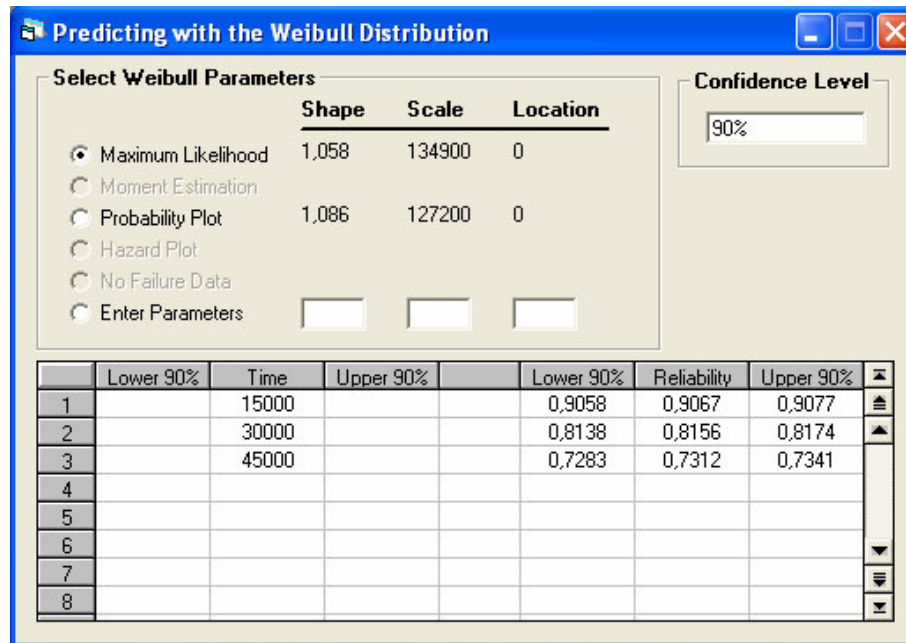 Predicting with the Weibull Distribution
Select Weibull Parameters
Confidence Level
Shape Scale Location
90%
Maximum Likelihood 1,058 134900 0
Moment Estimation
Probability Plot 1,086 127200 0
Hazard Plot
No Failure Data
Enter Parameters
Lower 90% Time Upper 90% Lower 90% Reliability Upper 90%
1 15000 0,9058 0,9067 0,9077
2 30000 0,8138 0,8156 0,8174
3 45000 0,7283 0,7312 0,7341
4
5
6
7
8